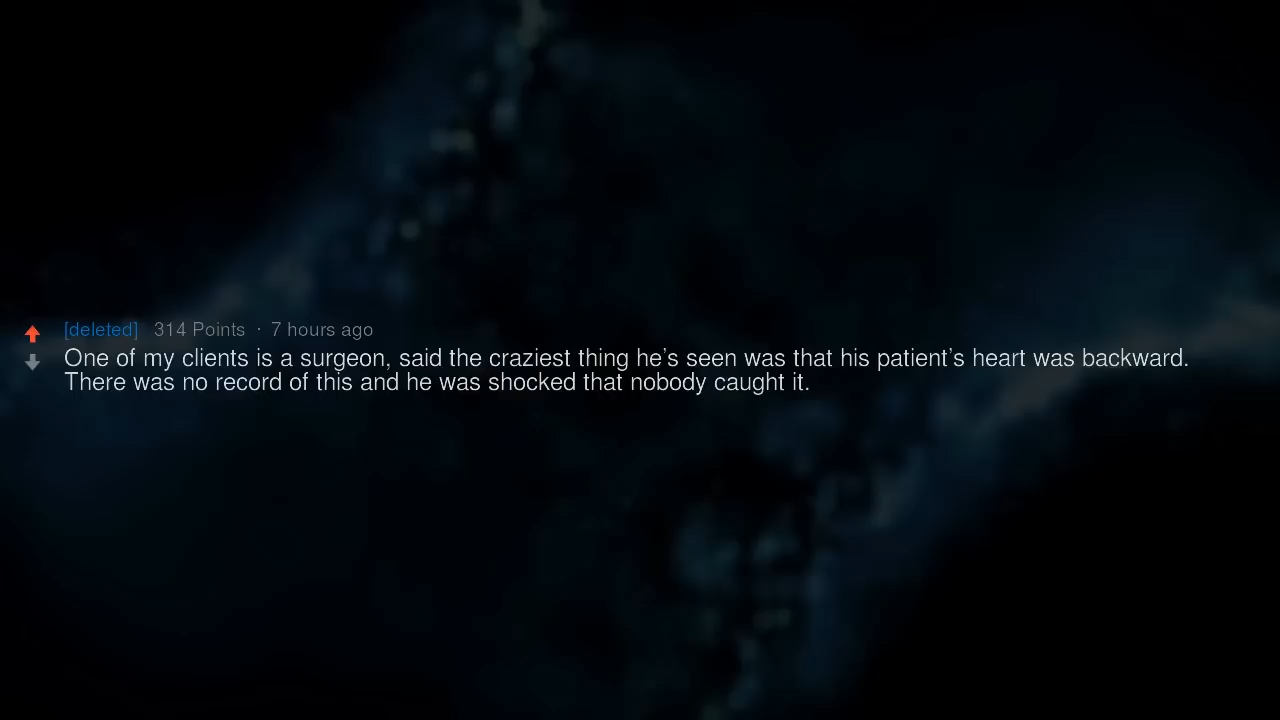 [deleted] 314 Points · 7 hours ago
One of my clients is a surgeon, said the craziest thing he's seen was that his patient's heart was backward.
There was no record of this and he was shocked that nobody caught it.